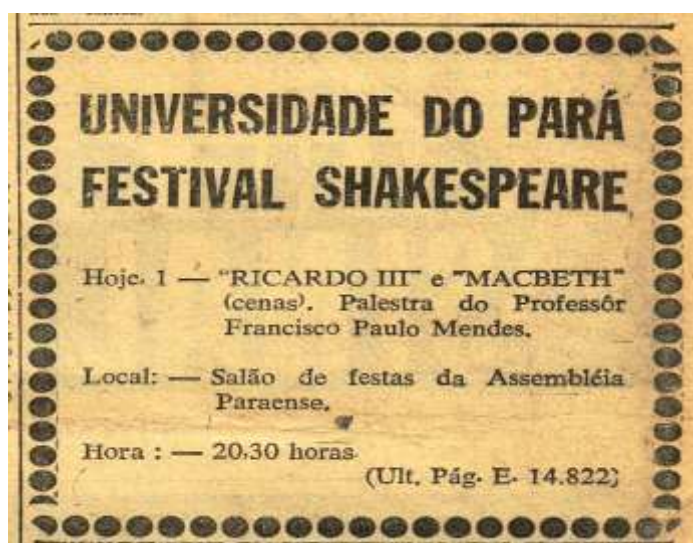 UNIVERSIDADE DO PARÁ
FESTIVAL SHAKESPEARE
Hoje. 1 — "RICARDO III" e "MACBETH"
(cenas). Palestra do Professôr
Francisco Paulo Mendes.
Local: — Salão de festas da Assembléia
Paraense.
Hora : — 20,30 horas
(Ult. Pág. E. 14.822)